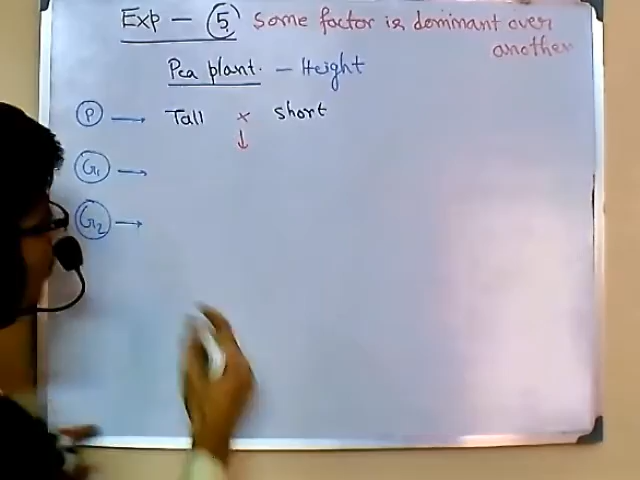 Exp - 5 Some factor is dominant over
another
Pea plant. - Height
P → Tall × short
↓
G1 →
G2 →